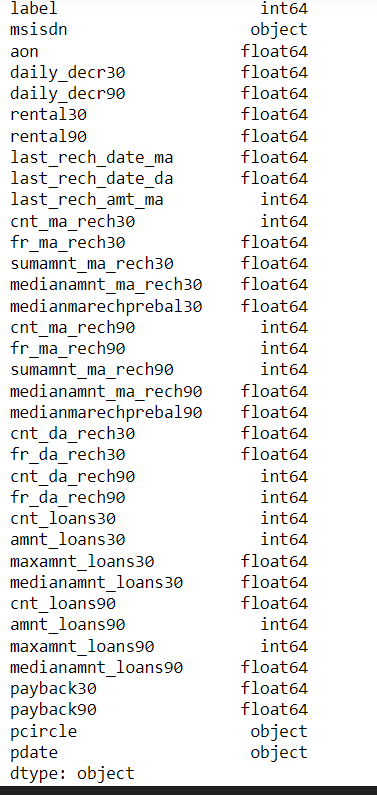 label int64
msisdn object
aon float64
daily_decr30 float64
daily_decr90 float64
rental30 float64
rental90 float64
last_rech_date_ma float64
last_rech_date_da float64
last_rech_amt_ma int64
cnt_ma_rech30 int64
fr_ma_rech30 float64
sumamnt_ma_rech30 float64
medianamnt_ma_rech30 float64
medianmarechprebal30 float64
cnt_ma_rech90 int64
fr_ma_rech90 int64
sumamnt_ma_rech90 int64
medianamnt_ma_rech90 float64
medianmarechprebal90 float64
cnt_da_rech30 float64
fr_da_rech30 float64
cnt_da_rech90 int64
fr_da_rech90 int64
cnt_loans30 int64
amnt_loans30 int64
maxamnt_loans30 float64
medianamnt_loans30 float64
cnt_loans90 float64
amnt_loans90 int64
maxamnt_loans90 int64
medianamnt_loans90 float64
payback30 float64
payback90 float64
pcircle object
pdate object
dtype: object